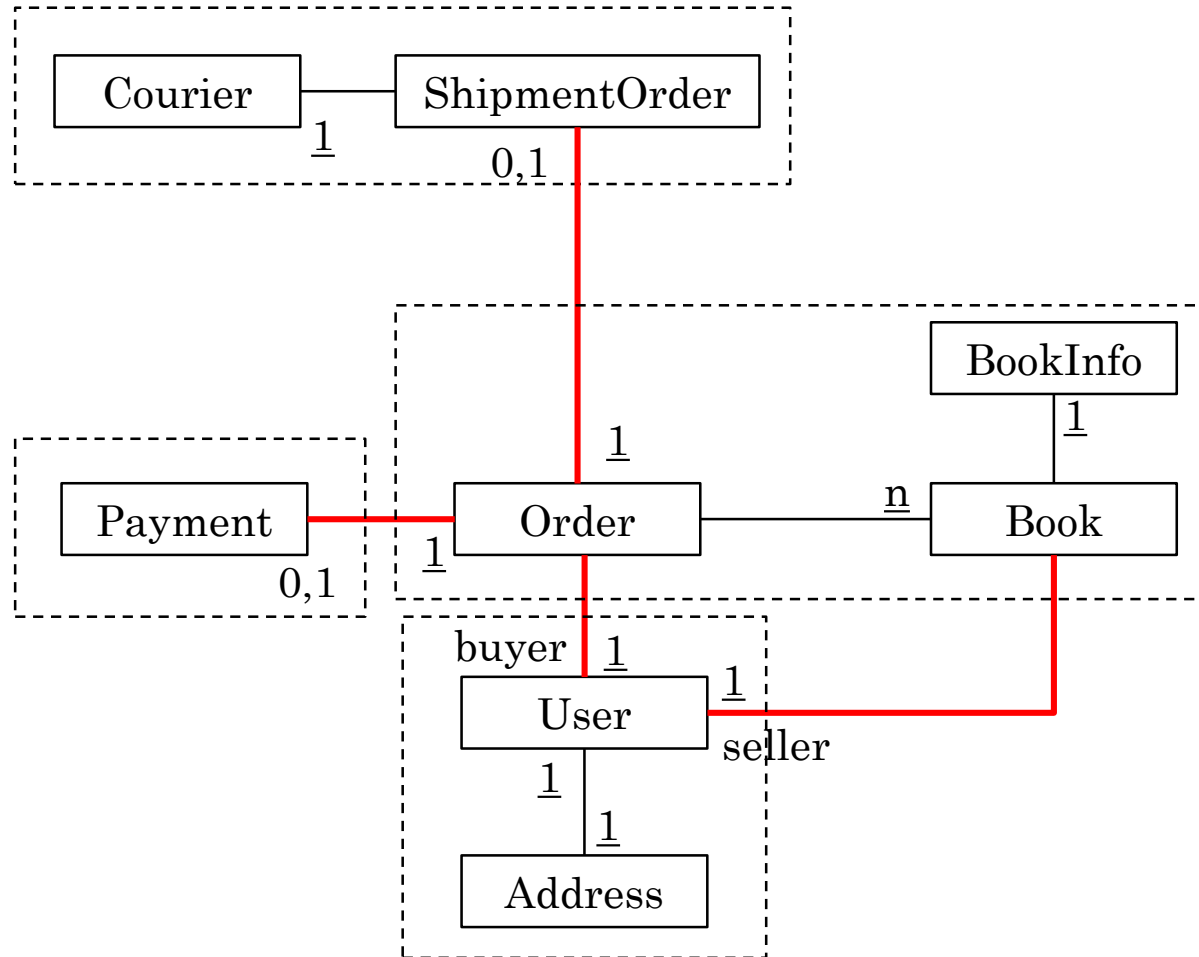 Courier
ShipmentOrder
1
0,1
BookInfo
1
1
Payment
Order
n
Book
0,1
1
buyer
1
1
User
seller
1
1
Address